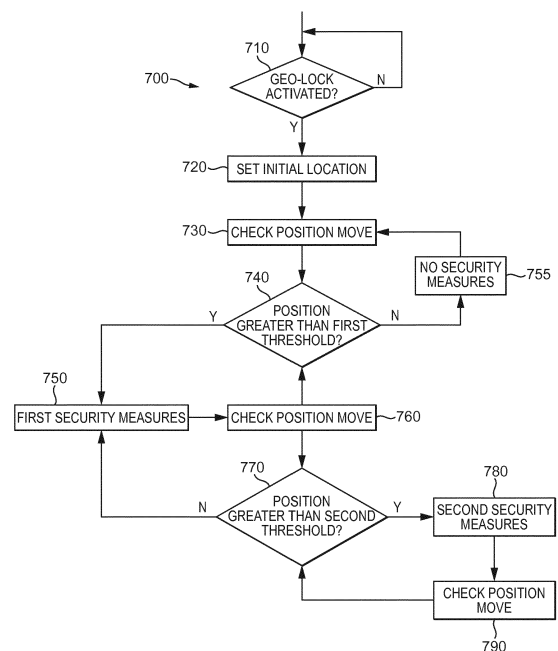 710
700
GEO-LOCK
ACTIVATED?
N
Y
720
SET INITIAL LOCATION
730
CHECK POSITION MOVE
NO SECURITY
MEASURES
755
740
POSITION
GREATER THAN FIRST
THRESHOLD?
Y
N
750
FIRST SECURITY MEASURES
CHECK POSITION MOVE
760
770
POSITION
GREATER THAN SECOND
THRESHOLD?
N
Y
780
SECOND SECURITY
MEASURES
CHECK POSITION
MOVE
790